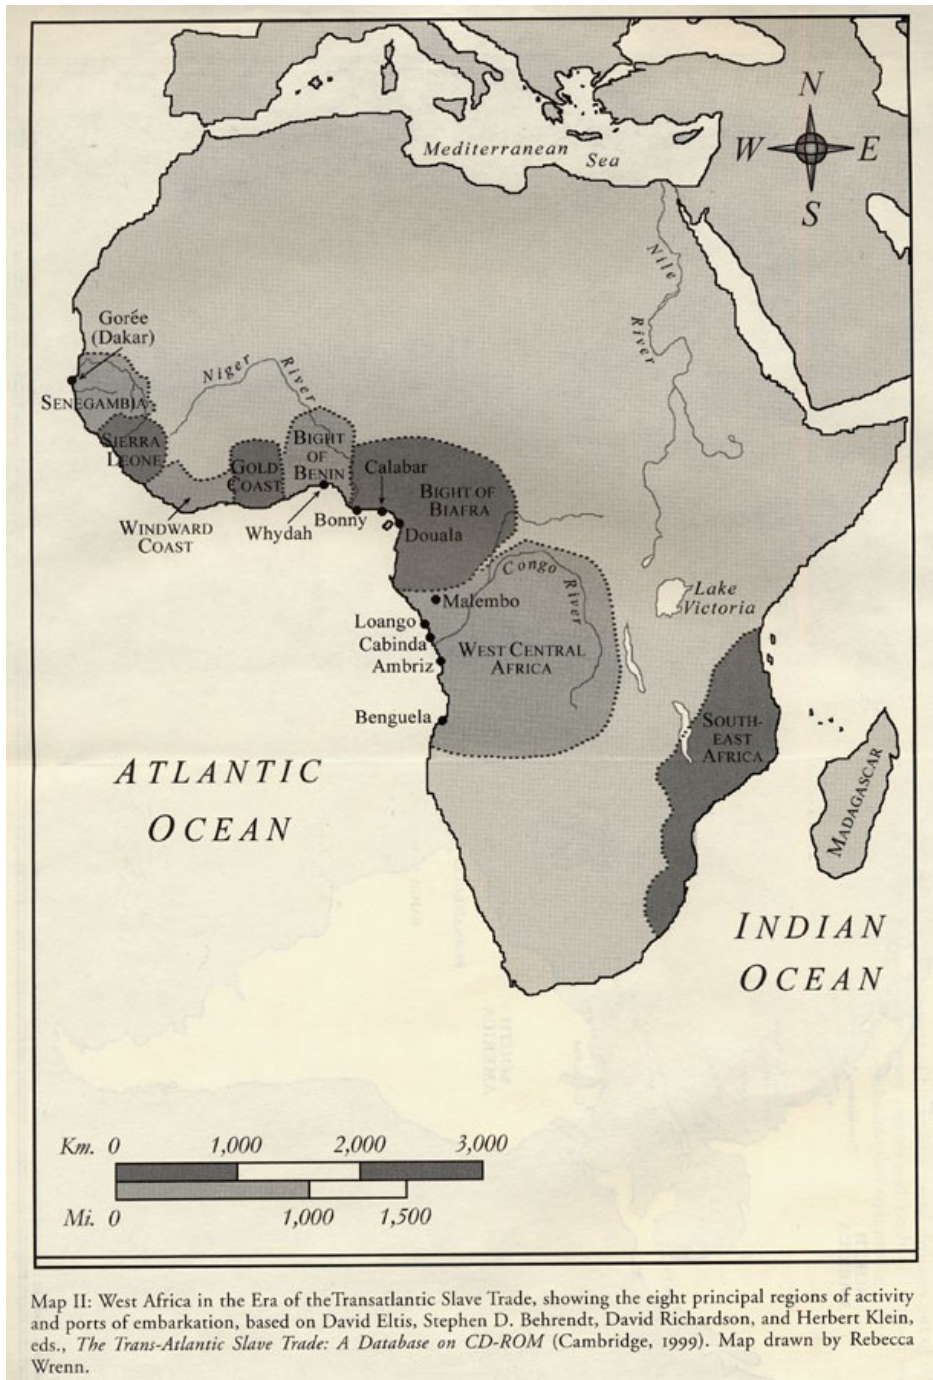 N
W E
S
Mediterranean
Sea
Nile
River
Gorée
(Dakar)
Niger
River
SENEGAMBIA
SIERRA
LEONE
GOLD
COAST
BIGHT
OF
BENIN
Calabar
BIGHT OF
BIAFRA
WINDWARD
COAST
Whydah
Bonny
Douala
Congo
River
Malembo
Lake
Victoria
Loango
Cabinda
Ambriz
WEST CENTRAL
AFRICA
Benguela
SOUTH-
EAST
AFRICA
MADAGASCAR
ATLANTIC
OCEAN
INDIAN
OCEAN
Km. 0 1,000 2,000 3,000
Mi. 0 1,000 1,500
Map II: West Africa in the Era of theTransatlantic Slave Trade, showing the eight principal regions of activity
and ports of embarkation, based on David Eltis, Stephen D. Behrendt, David Richardson, and Herbert Klein,
eds., The Trans-Atlantic Slave Trade: A Database on CD-ROM (Cambridge, 1999). Map drawn by Rebecca
Wrenn.